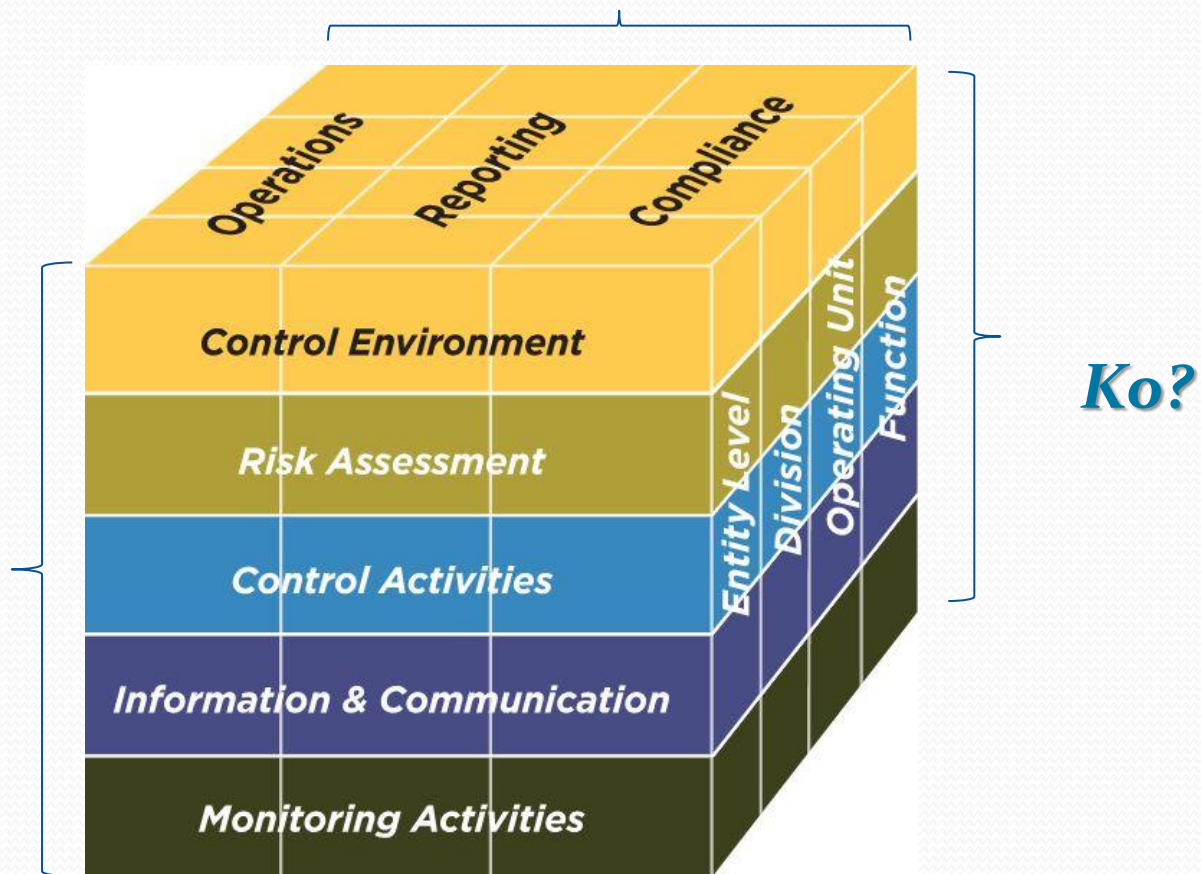 Operations
Reporting
Compliance
Control Environment
Risk Assessment
Control Activities
Information & Communication
Monitoring Activities
Entity Level
Division
Operating Unit
Function
Ko?